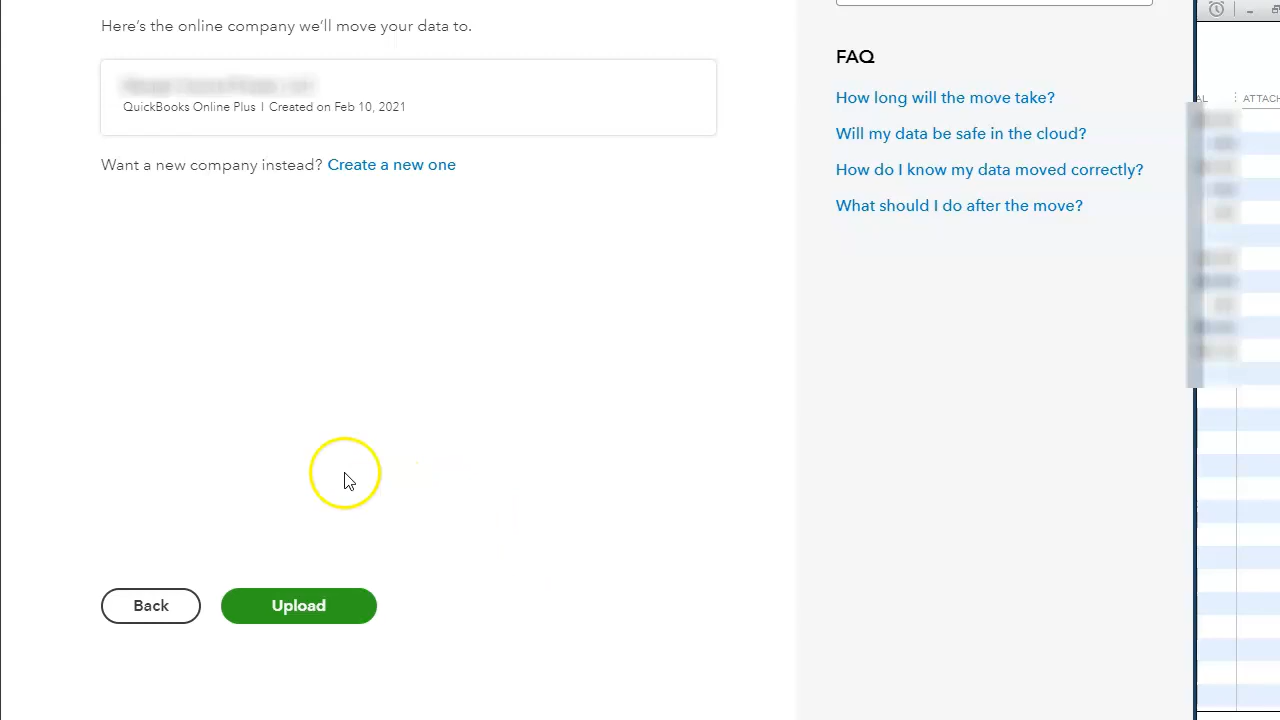 Here's the online company we'll move your data to.
QuickBooks Online Plus | Created on Feb 10, 2021
Want a new company instead? Create a new one
Back
Upload
FAQ
How long will the move take?
Will my data be safe in the cloud?
How do I know my data moved correctly?
What should I do after the move?
AL
ATTACH